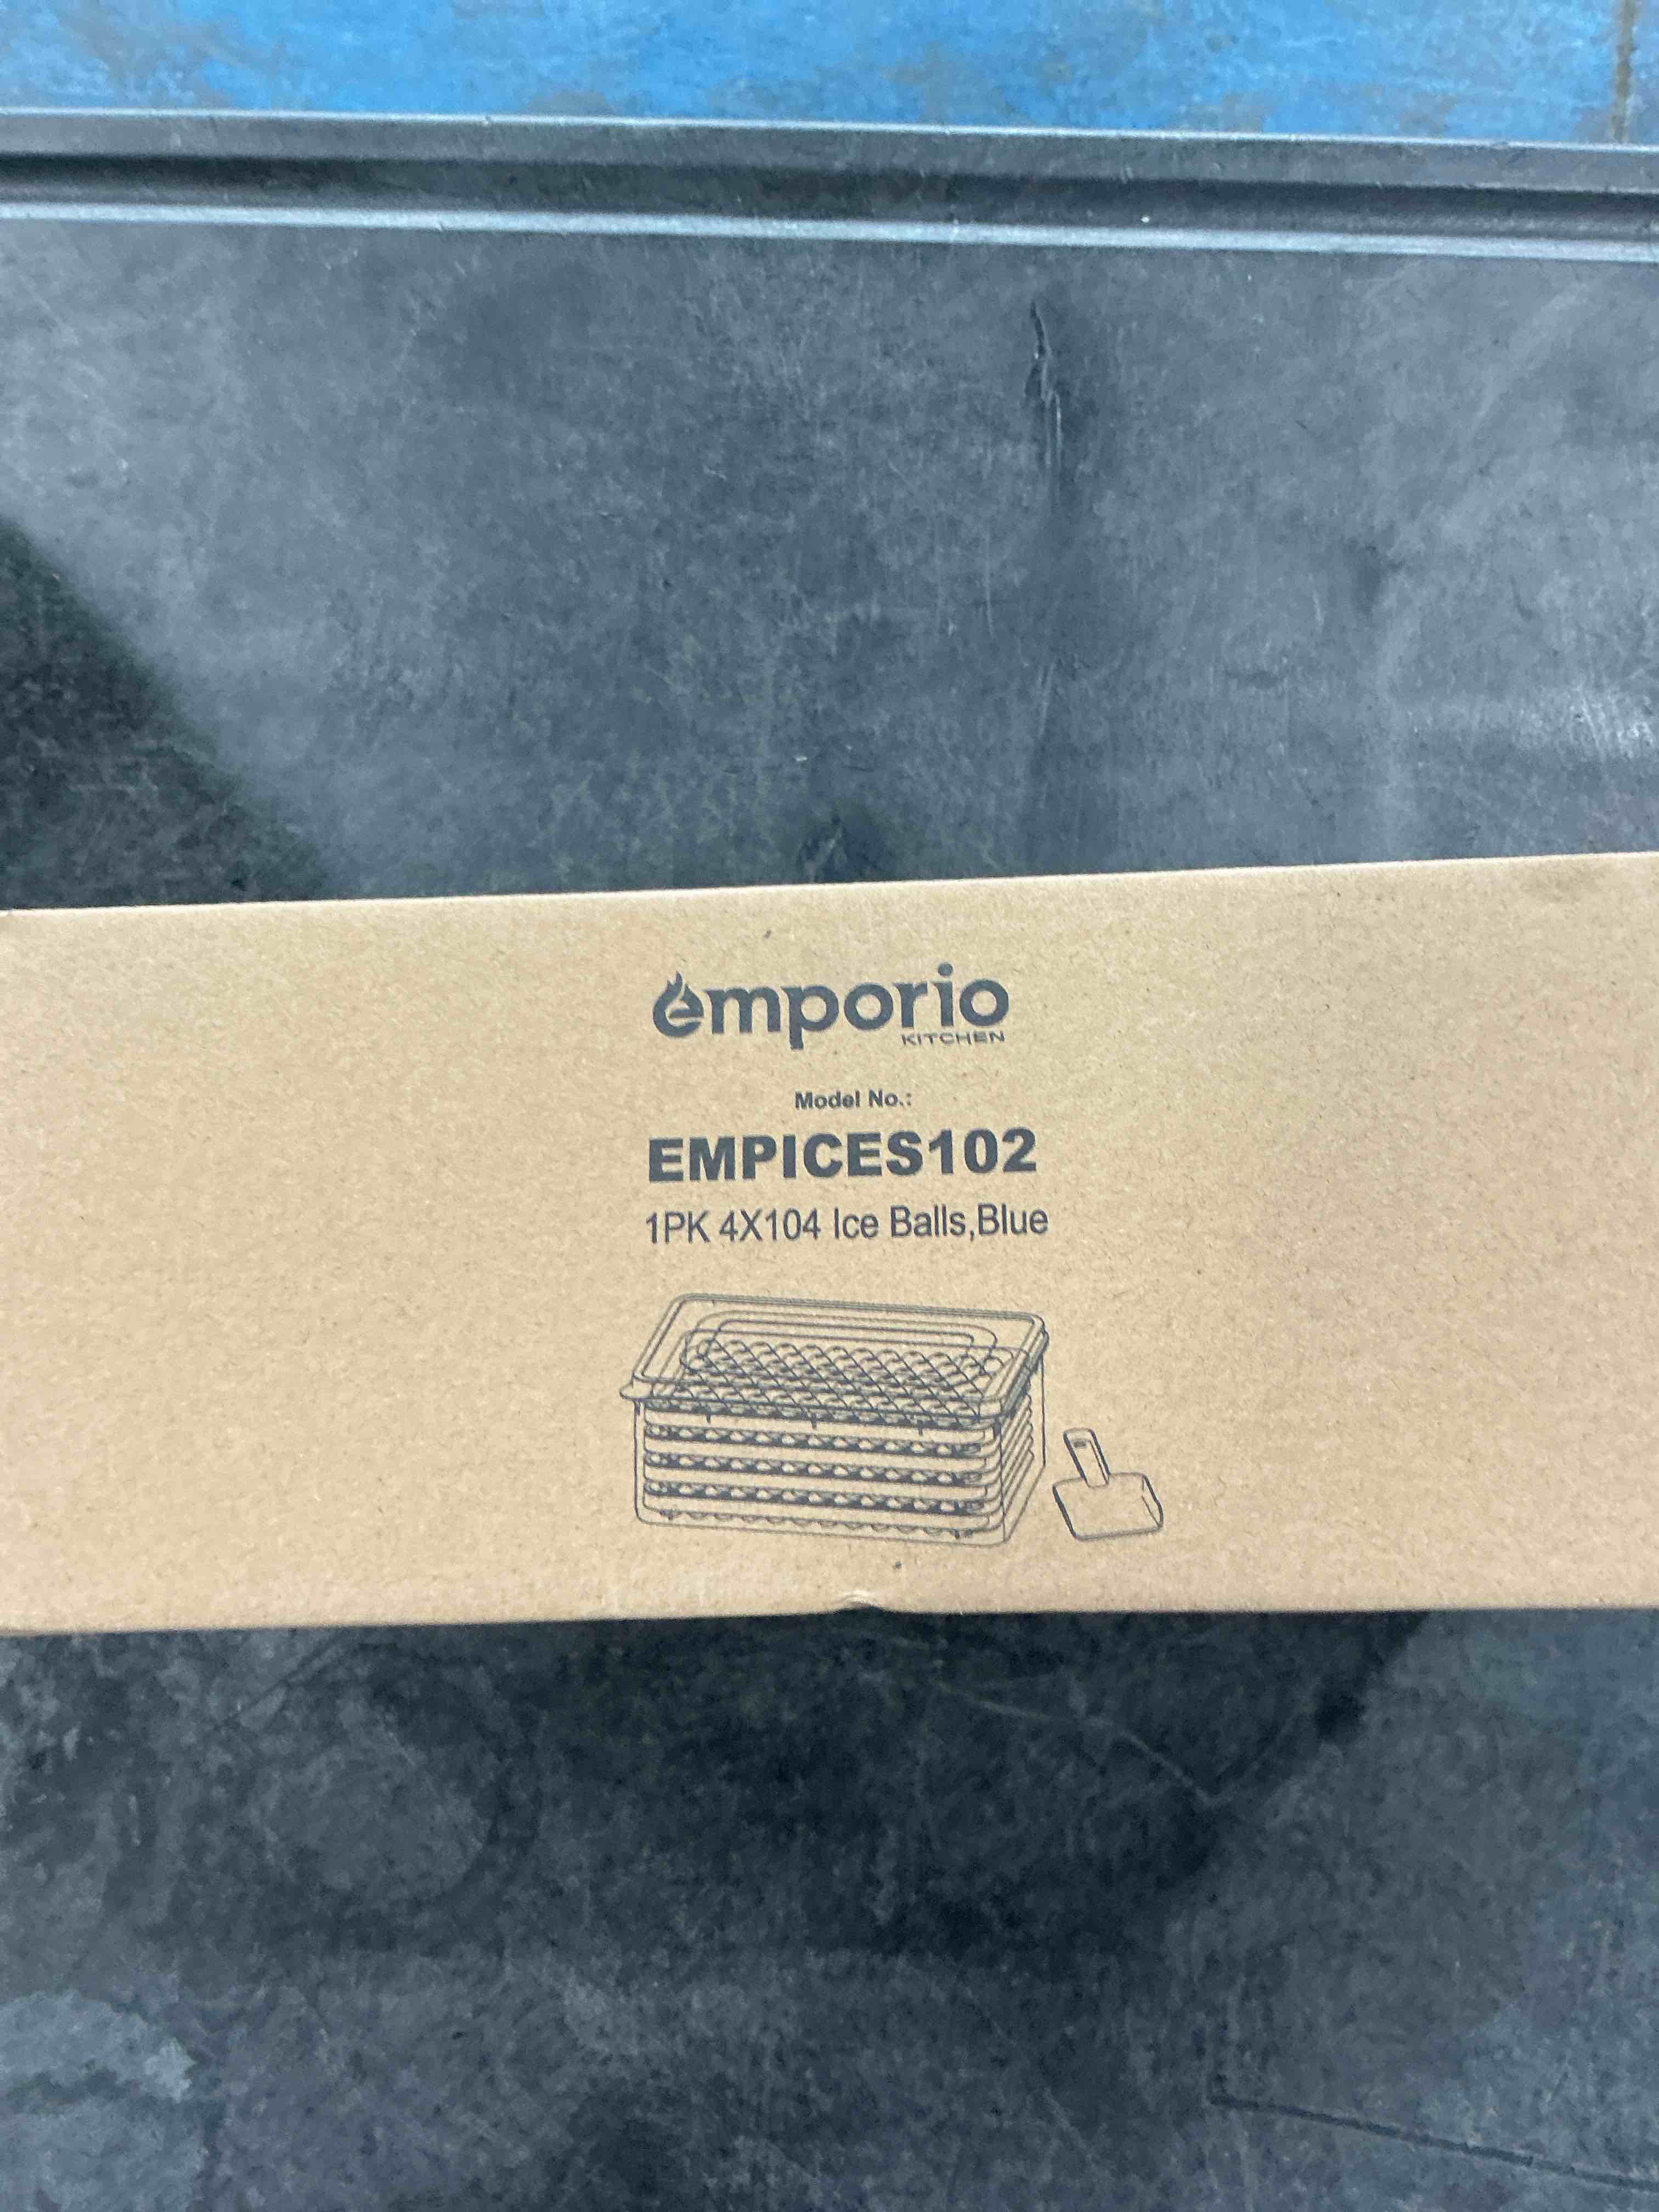 emporio
KITCHEN
Model No.:
EMPICES102
1PK 4X104 Ice Balls,Blue